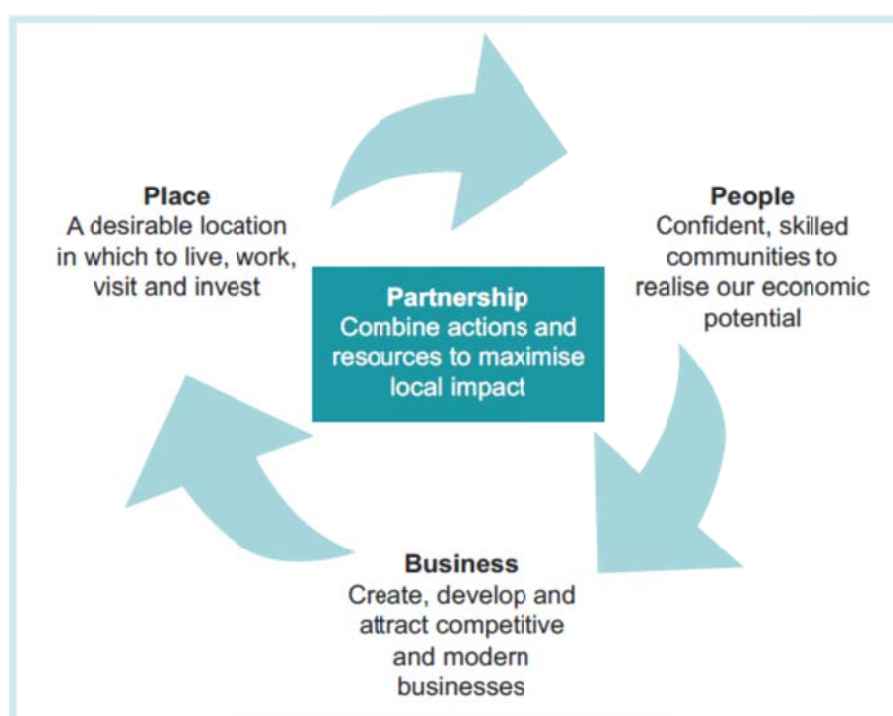 Place
A desirable location
in which to live, work,
visit and invest
People
Confident, skilled
communities to
realise our economic
potential
Partnership
Combine actions and
resources to maximise
local impact
Business
Create, develop and
attract competitive
and modern
businesses